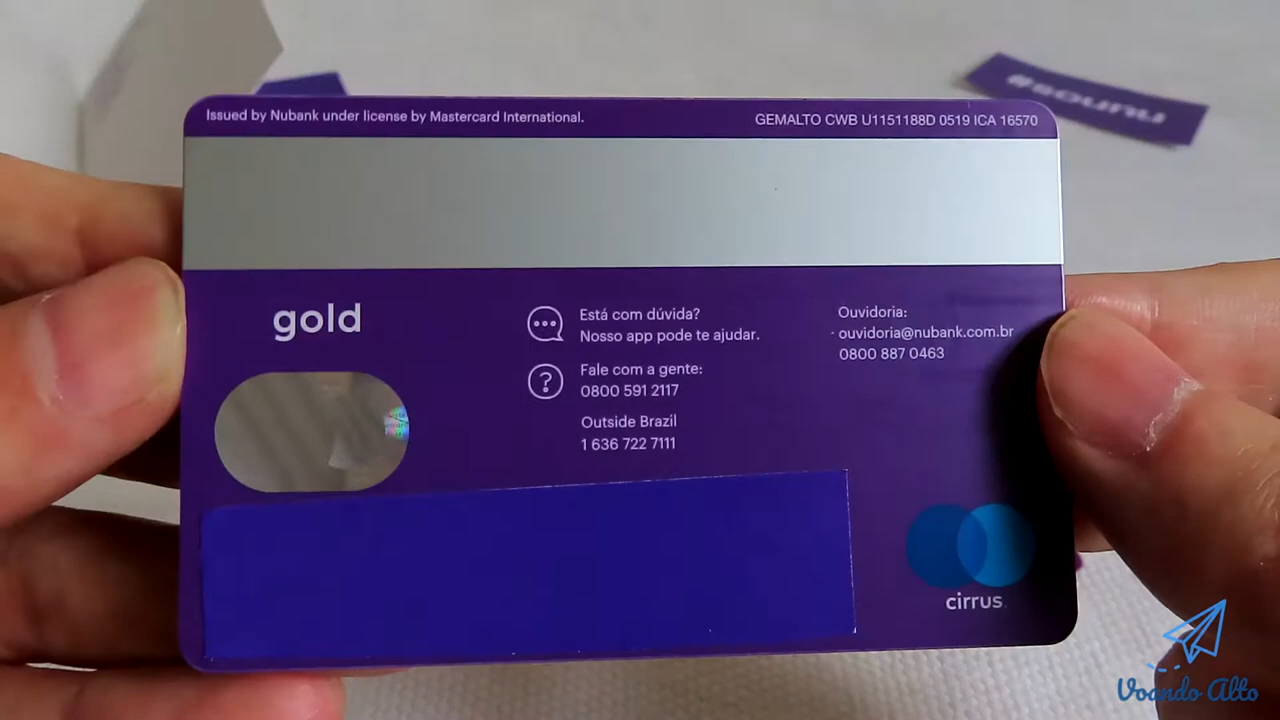 Issued by Nubank under license by Mastercard International.
GEMALTO CWB U1151188D 0519 ICA 16570
#sounu
gold
Está com dúvida?
Nosso app pode te ajudar.
Fale com a gente:
0800 591 2117
Outside Brazil
1 636 722 7111
Ouvidoria:
ouvidoria@nubank.com.br
0800 887 0463
cirrus.
Voando Alto